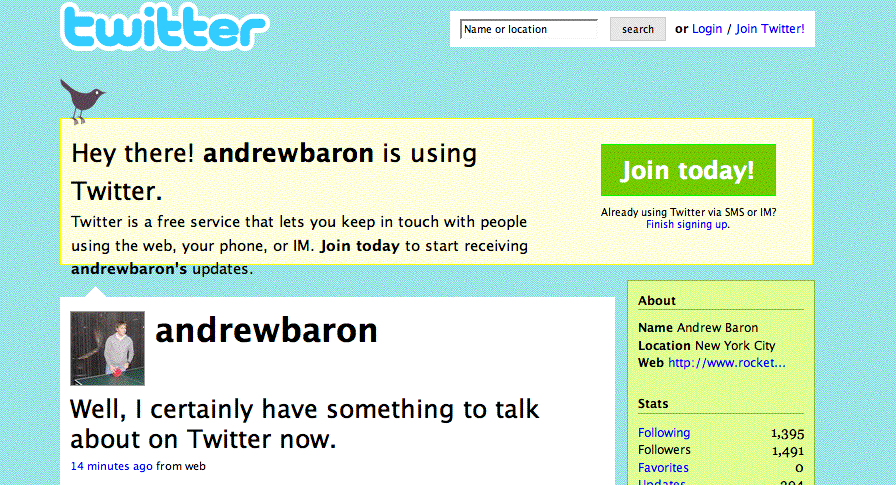 twitter
Name or location search or Login / Join Twitter!
Hey there! andrewbaron is using
Twitter.
Twitter is a free service that lets you keep in touch with people
using the web, your phone, or IM. Join today to start receiving
andrewbaron's updates.
Join today!
Already using Twitter via SMS or IM?
Finish signing up.
andrewbaron
Well, I certainly have something to talk
about on Twitter now.
14 minutes ago from web
About
Name Andrew Baron
Location New York City
Web http://www.rocket...
Stats
Following 1,395
Followers 1,491
Favorites 0
Updates